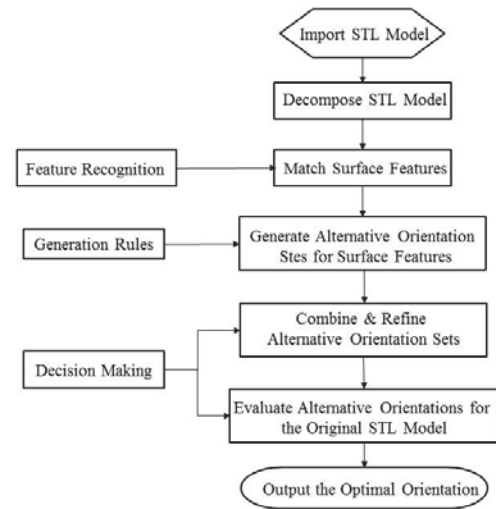 Import STL Model
Decompose STL Model
Feature Recognition
Match Surface Features
Generation Rules
Generate Alternative Orientation
Stes for Surface Features
Combine & Refine
Alternative Orientation Sets
Decision Making
Evaluate Alternative Orientations for
the Original STL Model
Output the Optimal Orientation